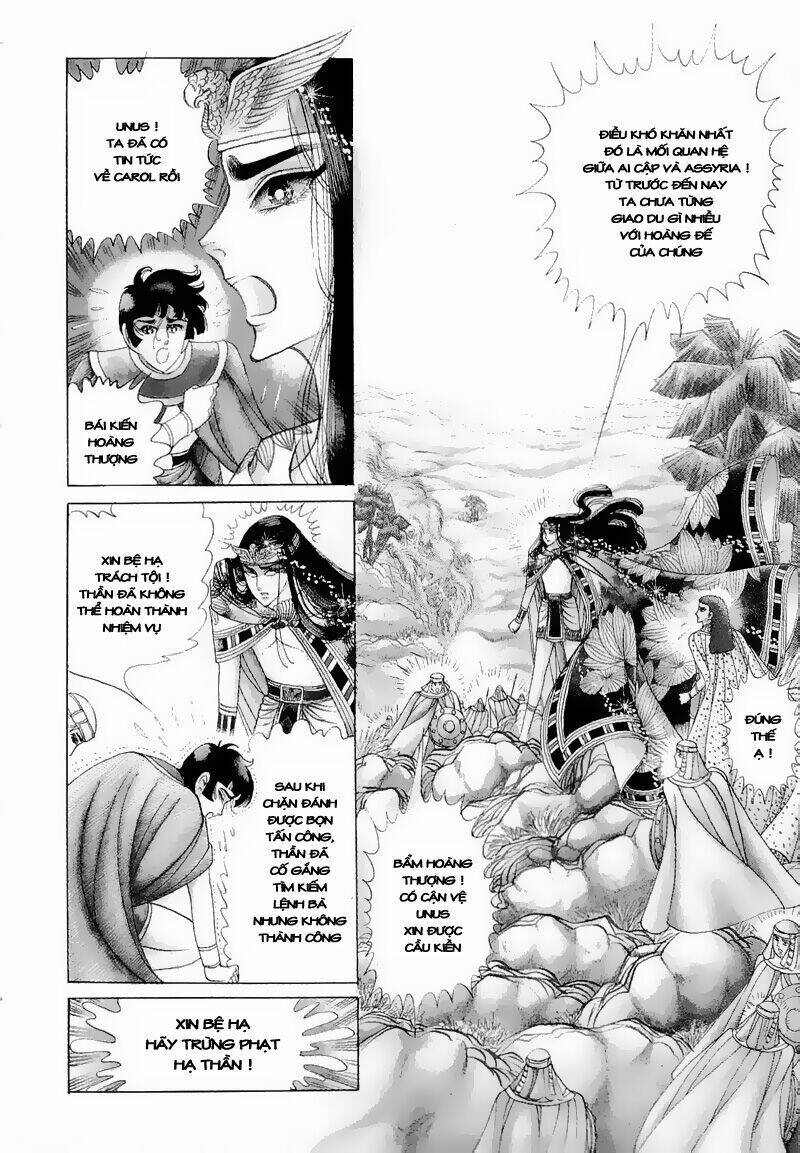 ĐIỀU KHÓ KHĂN NHẤT
ĐÓ LÀ MỐI QUAN HỆ
GIỮA AI CẬP VÀ ASSYRIA !
TỪ TRƯỚC ĐẾN NAY
TA CHƯA TỪNG
GIAO DU GÌ NHIỀU
VỚI HOÀNG ĐẾ
CỦA CHÚNG
ĐÚNG
THẾ
Ạ !
BẨM HOÀNG
THƯỢNG !
CÓ CẬN VỆ
UNUS
XIN ĐƯỢC
CẦU KIẾN
UNUS !
TA ĐÃ CÓ
TIN TỨC
VỀ CAROL RỒI
BÁI KIẾN
HOÀNG
THƯỢNG
XIN BỆ HẠ
TRÁCH TỘI !
THẦN ĐÃ KHÔNG
THỂ HOÀN THÀNH
NHIỆM VỤ
SAU KHI
CHẶN ĐÁNH
ĐƯỢC BỌN
TẤN CÔNG,
THẦN ĐÃ
CỐ GẮNG
TÌM KIẾM
LỆNH BÀ
NHƯNG KHÔNG
THÀNH CÔNG
XIN BỆ HẠ
HÃY TRỪNG PHẠT
HẠ THẦN !